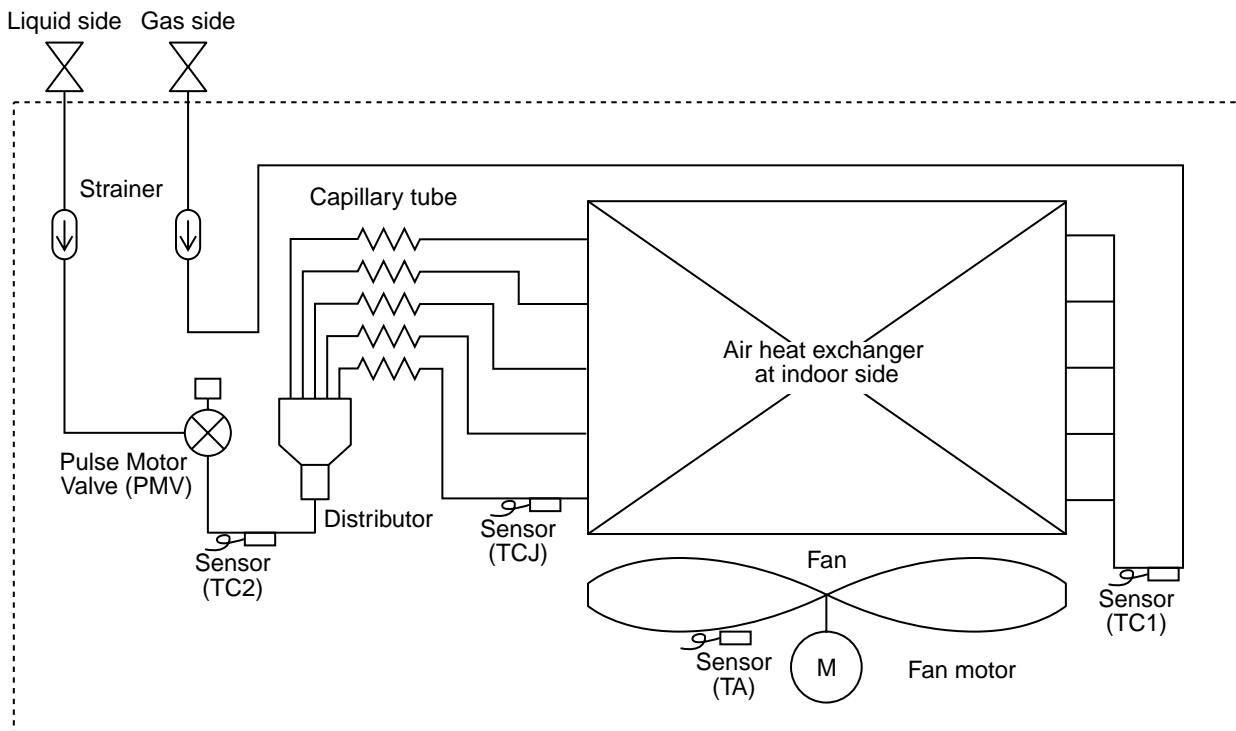 Liquid side
Gas side
Strainer
Capillary tube
Air heat exchanger
at indoor side
Pulse Motor
Valve (PMV)
Distributor
Sensor
(TCJ)
Sensor
(TC2)
Fan
Sensor
(TC1)
Sensor
(TA)
M
Fan motor